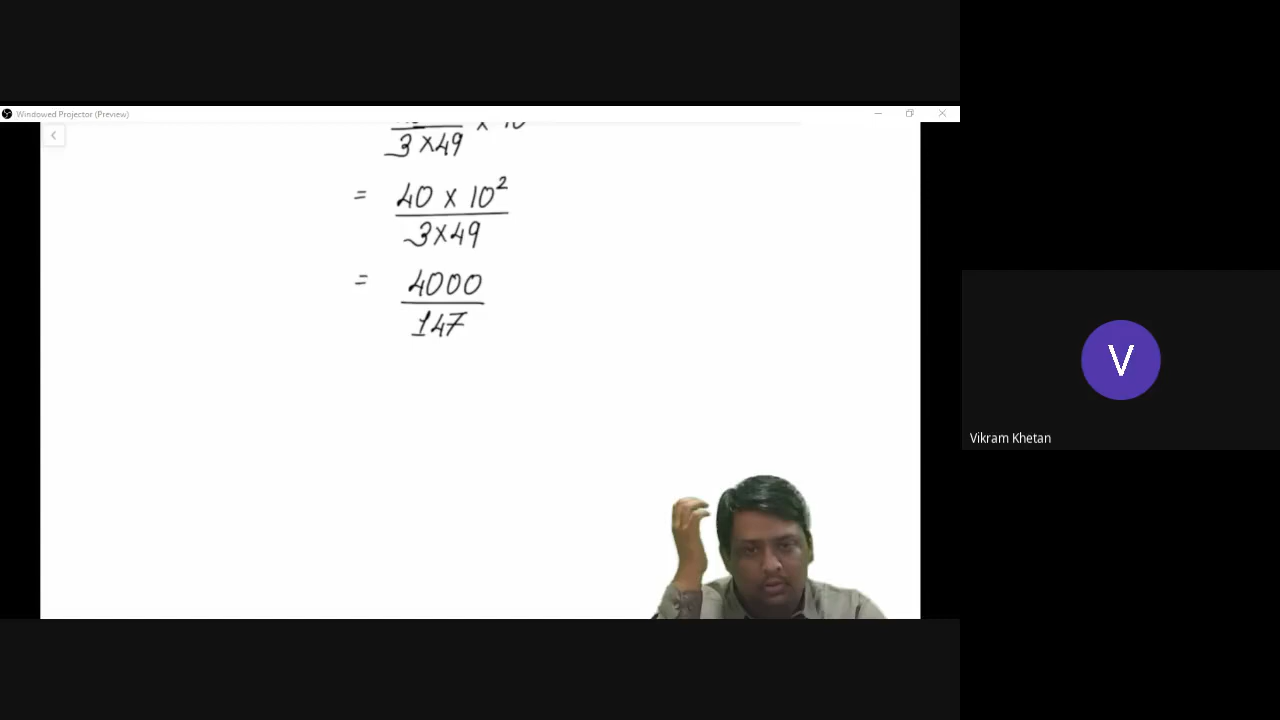 Windowed Projector (Preview)
3 × 49
= 40 × 10²
3 × 49
= 4000
147
V
Vikram Khetan